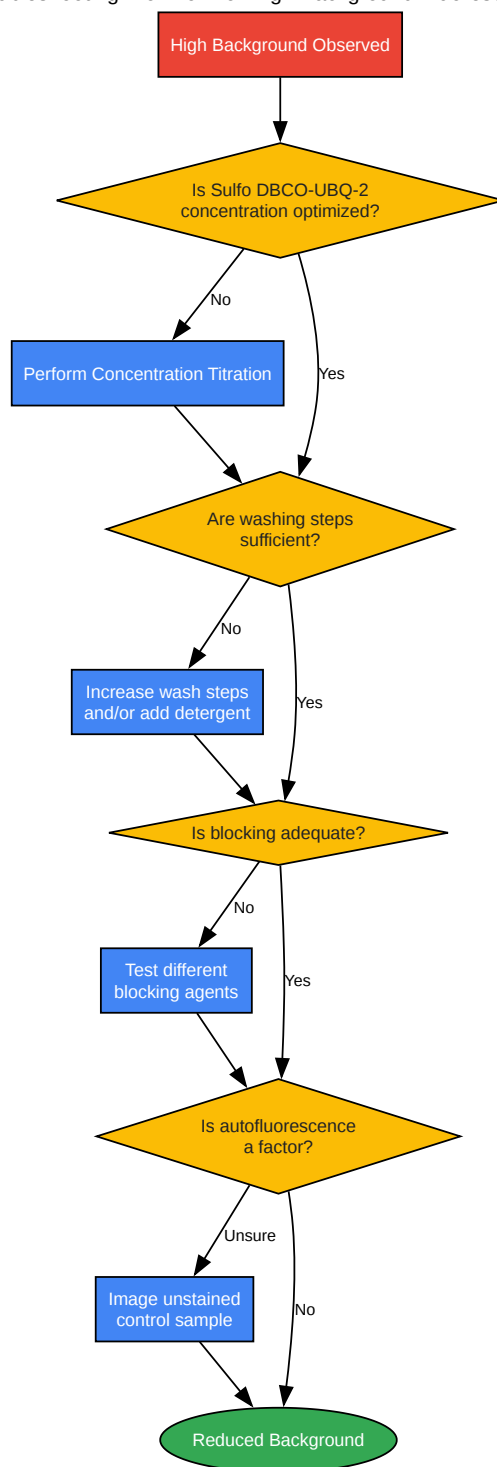 High Background Observed
Is Sulfo DBCO-UBQ-2
concentration optimized?
No
Perform Concentration Titration
Yes
Are washing steps
sufficient?
No
Increase wash steps
and/or add detergent
Yes
Is blocking adequate?
No
Test different
blocking agents
Yes
Is autofluorescence
a factor?
Unsure
Image unstained
control sample
No
Reduced Background